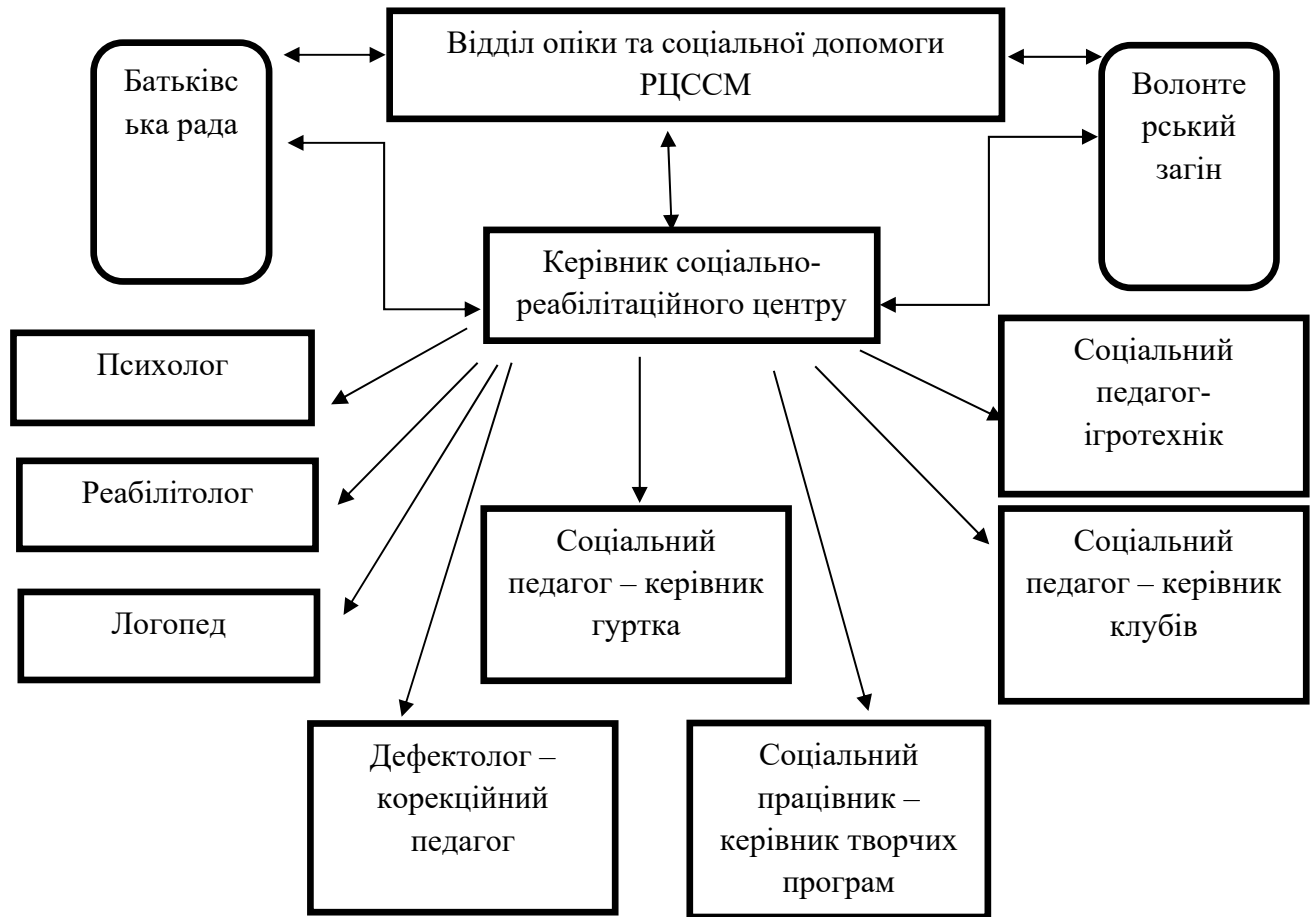 Відділ опіки та соціальної допомоги
РЦССМ
Батьківс
ька рада
Волонте
рський
загін
Керівник соціально-
реабілітаційного центру
Психолог
Соціальний
педагог-
ігротехнік
Реабілітолог
Соціальний
педагог – керівник
гуртка
Соціальний
педагог – керівник
клубів
Логопед
Дефектолог –
корекційний
педагог
Соціальний
працівник –
керівник творчих
програм